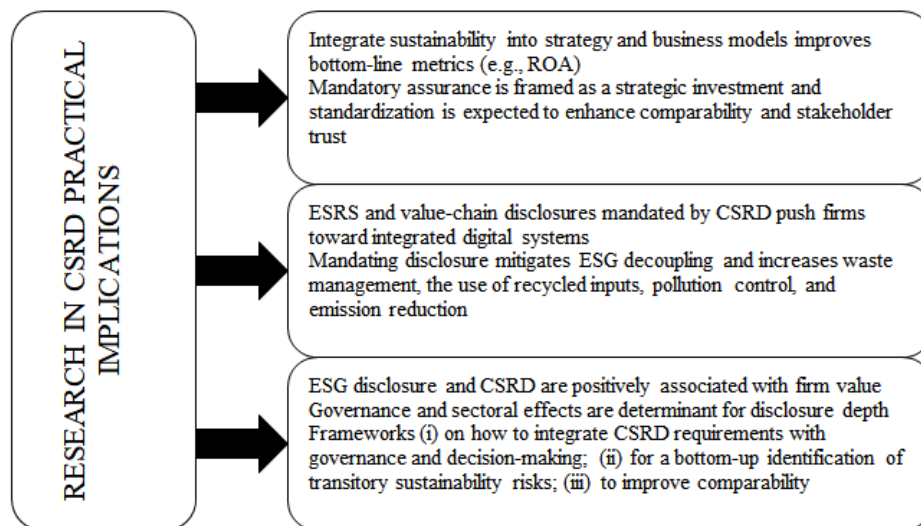 RESEARCH IN CSRD PRACTICAL
IMPLICATIONS
Integrate sustainability into strategy and business models improves
bottom-line metrics (e.g., ROA)
Mandatory assurance is framed as a strategic investment and
standardization is expected to enhance comparability and stakeholder
trust
ESRS and value-chain disclosures mandated by CSRD push firms
toward integrated digital systems
Mandating disclosure mitigates ESG decoupling and increases waste
management, the use of recycled inputs, pollution control, and
emission reduction
ESG disclosure and CSRD are positively associated with firm value
Governance and sectoral effects are determinant for disclosure depth
Frameworks (i) on how to integrate CSRD requirements with
governance and decision-making; (ii) for a bottom-up identification of
transitory sustainability risks; (iii) to improve comparability